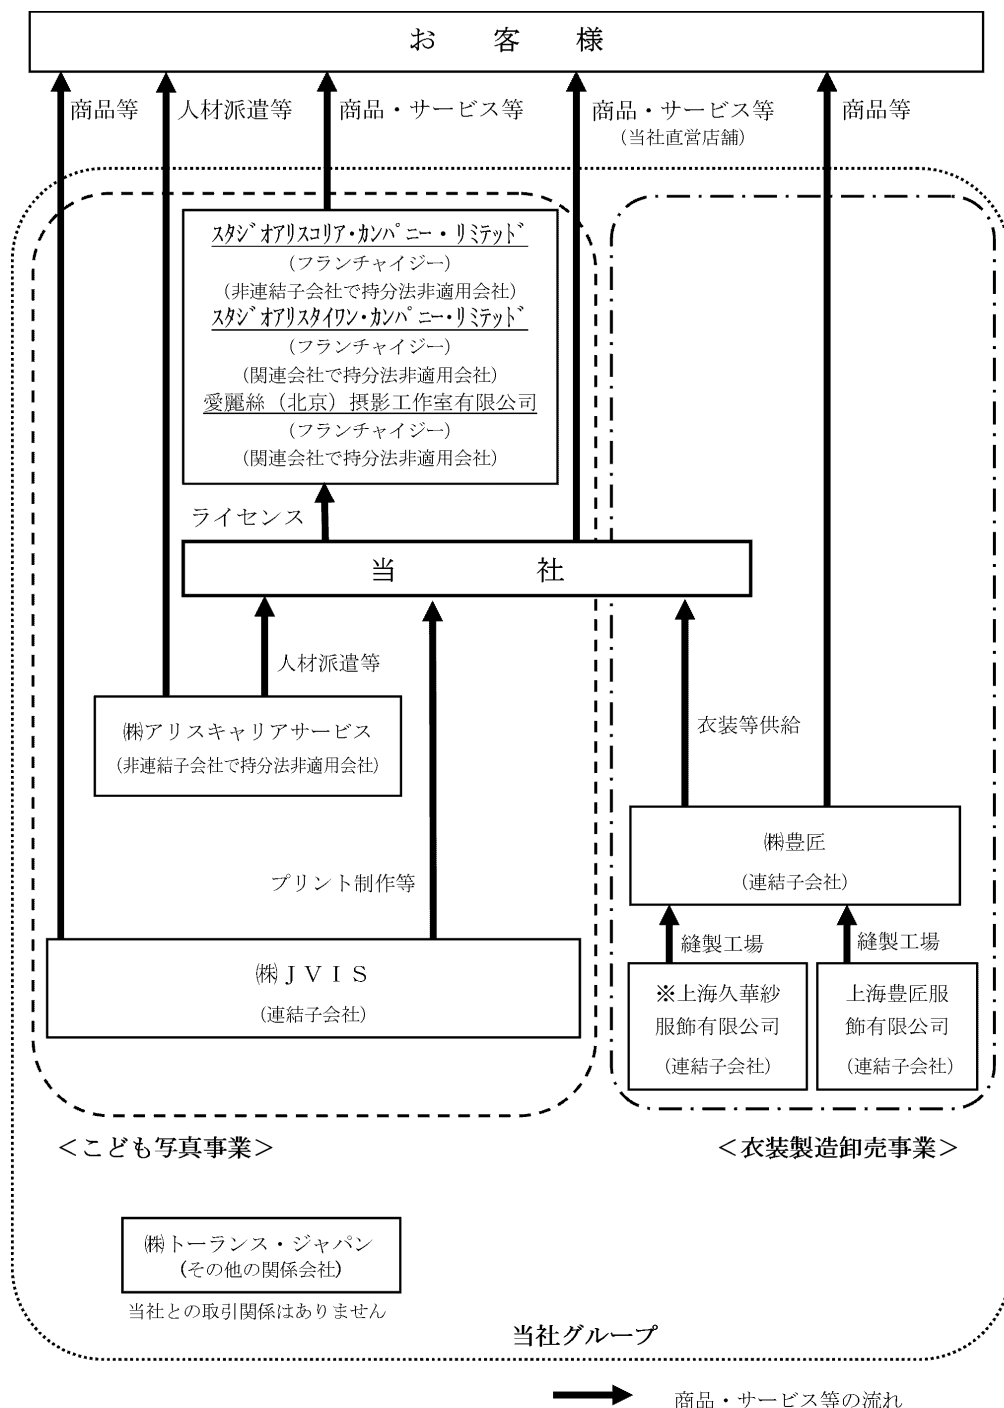 お客様
商品等
人材派遣等
商品・サービス等
商品・サービス等
(当社直営店舗)
商品等
ｽﾀｼﾞｵｱﾘｽｺﾘｱ・ｶﾝﾊﾟﾆｰ・ﾘﾐﾃｯﾄﾞ
(フランチャイジー)
(非連結子会社で持分法非適用会社)
ｽﾀｼﾞｵｱﾘｽﾀｲﾜﾝ・ｶﾝﾊﾟﾆｰ・ﾘﾐﾃｯﾄﾞ
(フランチャイジー)
(関連会社で持分法非適用会社)
愛麗絲（北京）摂影工作室有限公司
(フランチャイジー)
(関連会社で持分法非適用会社)
ライセンス
当社
人材派遣等
㈱アリスキャリアサービス
(非連結子会社で持分法非適用会社)
衣装等供給
㈱豊匠
(連結子会社)
プリント制作等
縫製工場
縫製工場
㈱ＪＶＩＳ
(連結子会社)
※上海久華紗
服飾有限公司
(連結子会社)
上海豊匠服
飾有限公司
(連結子会社)
＜こども写真事業＞
＜衣装製造卸売事業＞
㈱トーランス・ジャパン
(その他の関係会社)
当社との取引関係はありません
当社グループ
商品・サービス等の流れ